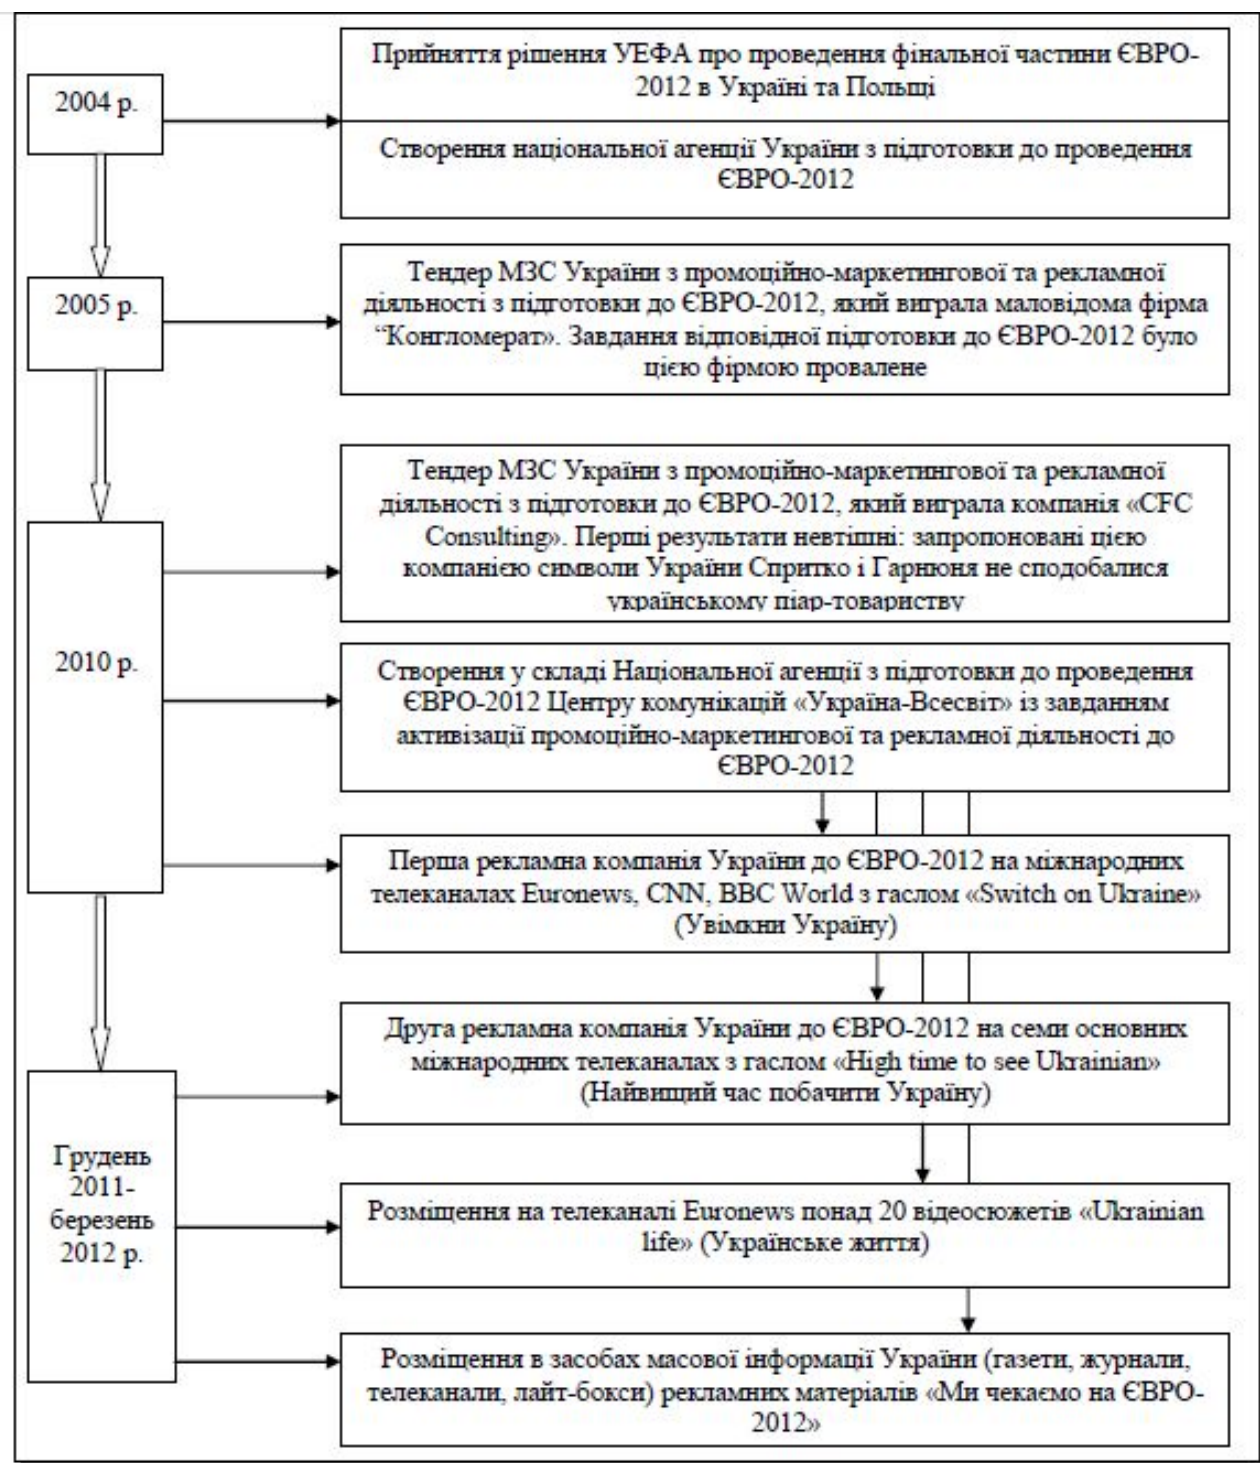 2004 р.
Прийняття рішення УЕФА про проведення фінальної частини ЄВРО-
2012 в Україні та Польщі
Створення національної агенції України з підготовки до проведення
ЄВРО-2012
2005 р.
Тендер МЗС України з промоційно-маркетингової та рекламної
діяльності з підготовки до ЄВРО-2012, який виграла маловідома фірма
“Конгломерат». Завдання відповідної підготовки до ЄВРО-2012 було
цією фірмою провалене
2010 р.
Тендер МЗС України з промоційно-маркетингової та рекламної
діяльності з підготовки до ЄВРО-2012, який виграла компанія «CFC
Consulting». Перші результати невтішні: запропоновані цією
компанією символи України Спритко і Гарнюня не сподобалися
українському піар-товариству
Створення у складі Національної агенції з підготовки до проведення
ЄВРО-2012 Центру комунікацій «Україна-Всесвіт» із завданням
активізації промоційно-маркетингової та рекламної діяльності до
ЄВРО-2012
Перша рекламна компанія України до ЄВРО-2012 на міжнародних
телеканалах Euronews, CNN, BBC World з гаслом «Switch on Ukraine»
(Увімкни Україну)
Грудень
2011-
березень
2012 р.
Друга рекламна компанія України до ЄВРО-2012 на семи основних
міжнародних телеканалах з гаслом «High time to see Ukrainian»
(Найвищий час побачити Україну)
Розміщення на телеканалі Euronews понад 20 відеосюжетів «Ukrainian
life» (Українське життя)
Розміщення в засобах масової інформації України (газети, журнали,
телеканали, лайт-бокси) рекламних матеріалів «Ми чекаємо на ЄВРО-
2012»